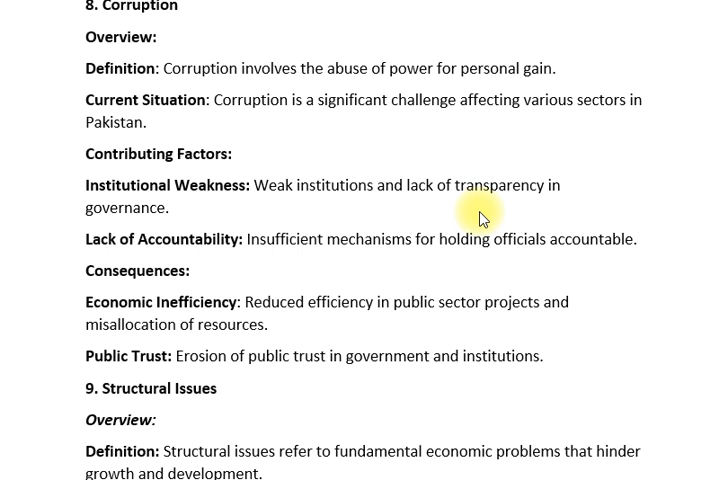 8. Corruption
Overview:
Definition: Corruption involves the abuse of power for personal gain.
Current Situation: Corruption is a significant challenge affecting various sectors in
Pakistan.
Contributing Factors:
Institutional Weakness: Weak institutions and lack of transparency in
governance.
Lack of Accountability: Insufficient mechanisms for holding officials accountable.
Consequences:
Economic Inefficiency: Reduced efficiency in public sector projects and
misallocation of resources.
Public Trust: Erosion of public trust in government and institutions.
9. Structural Issues
Overview:
Definition: Structural issues refer to fundamental economic problems that hinder
growth and development.